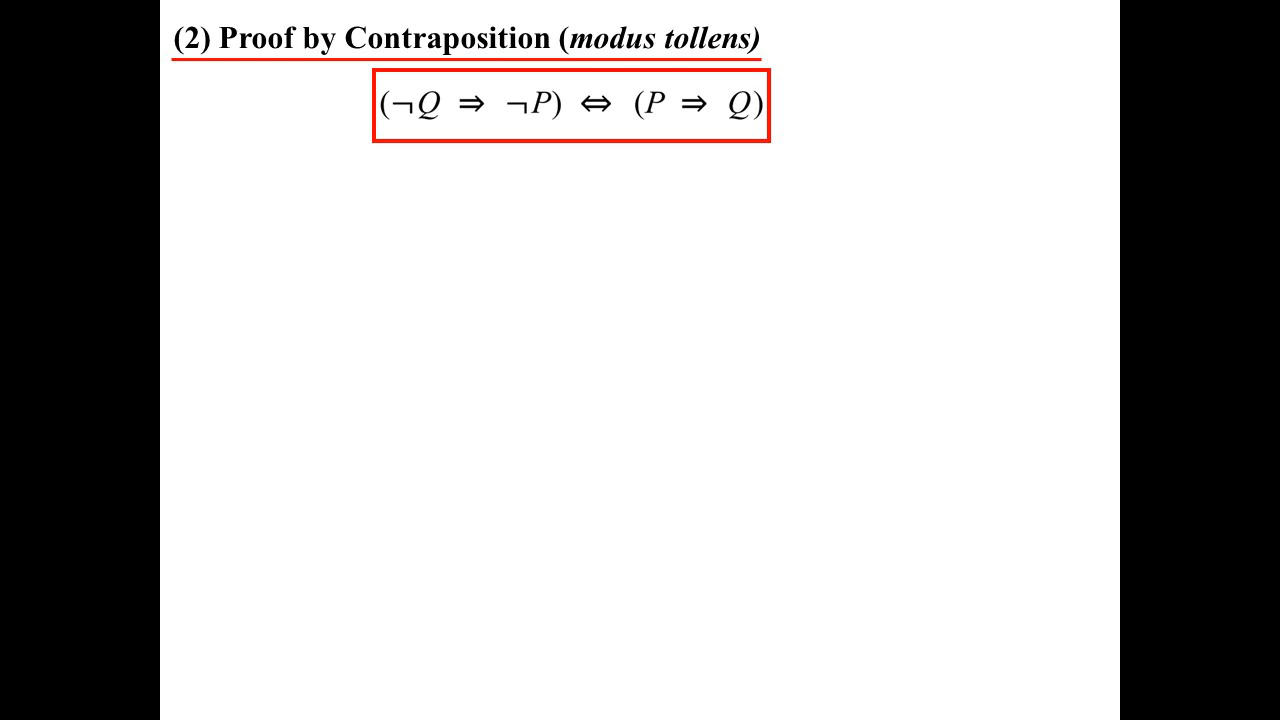 (2) Proof by Contraposition (modus tollens)
(¬Q ⇒ ¬P) ⇔ (P ⇒ Q)